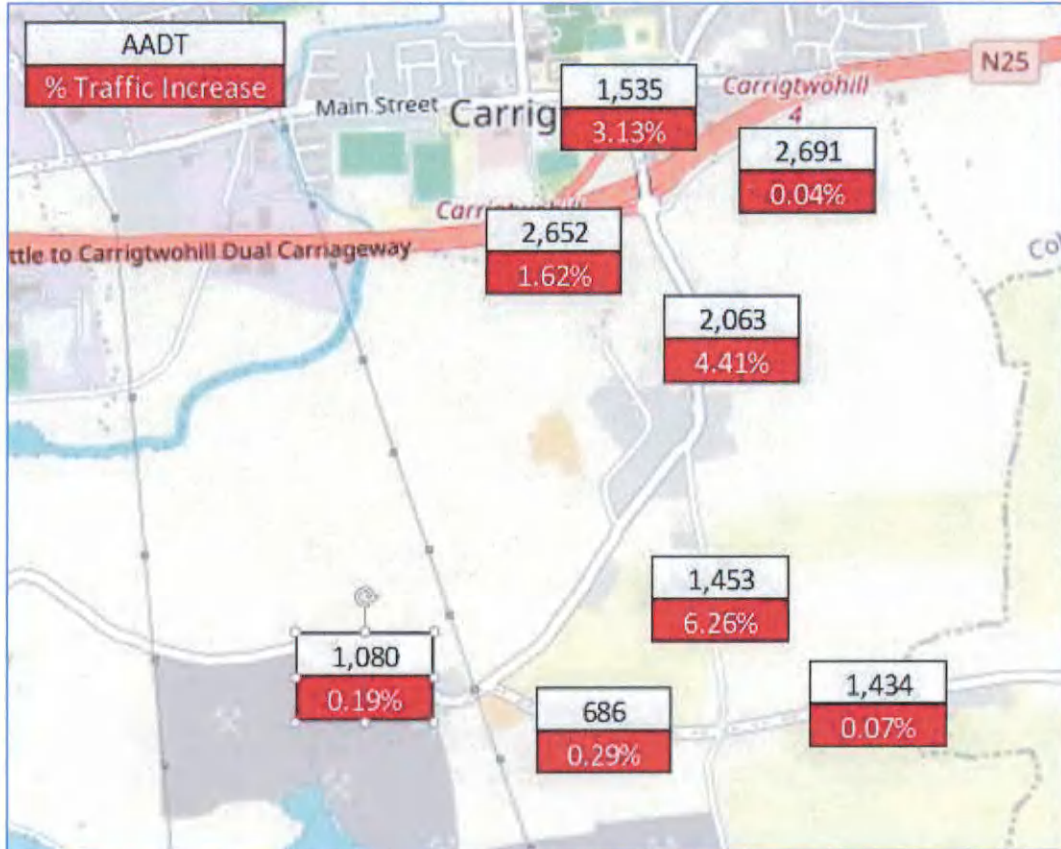 AADT
% Traffic Increase
N25
Main Street
Carrig
1,535
3.13%
Carrigtwohill
4
2,691
0.04%
Carrigtwohill
2,652
1.62%
ttle to Carrigtwohill Dual Carriageway
2,063
4.41%
1,453
6.26%
1,080
0.19%
686
0.29%
1,434
0.07%